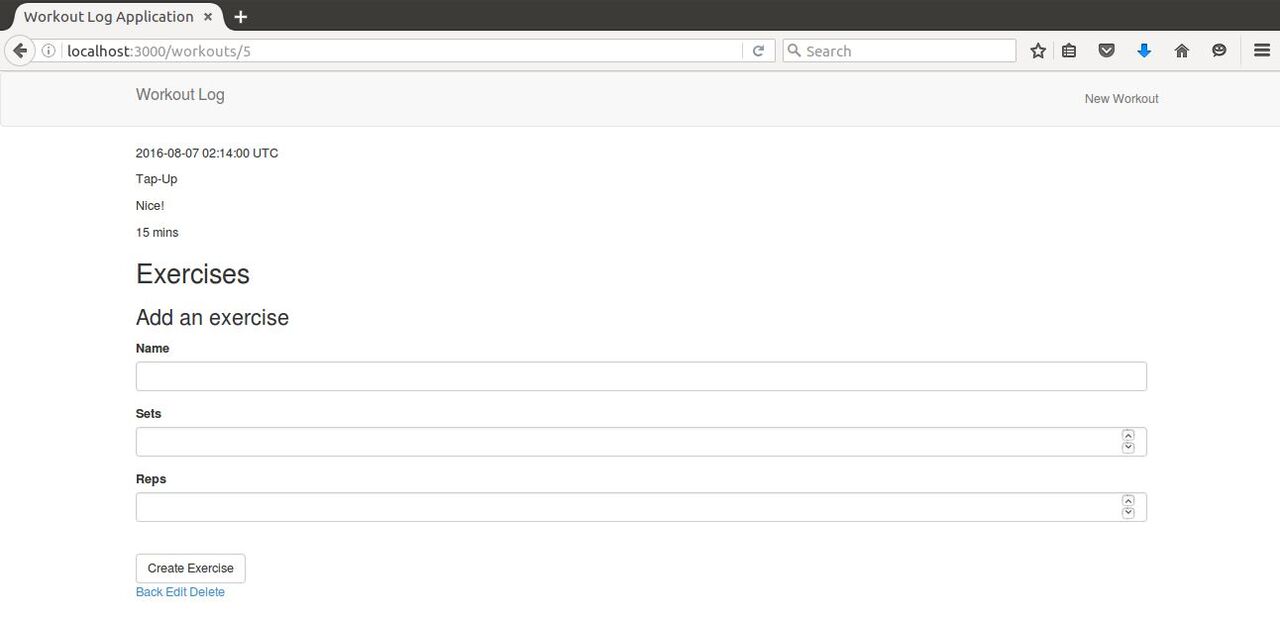 Workout Log Application
localhost:3000/workouts/5
Search
Workout Log
New Workout
2016-08-07 02:14:00 UTC
Tap-Up
Nice!
15 mins
Exercises
Add an exercise
Name
Sets
Reps
Create Exercise
Back Edit Delete